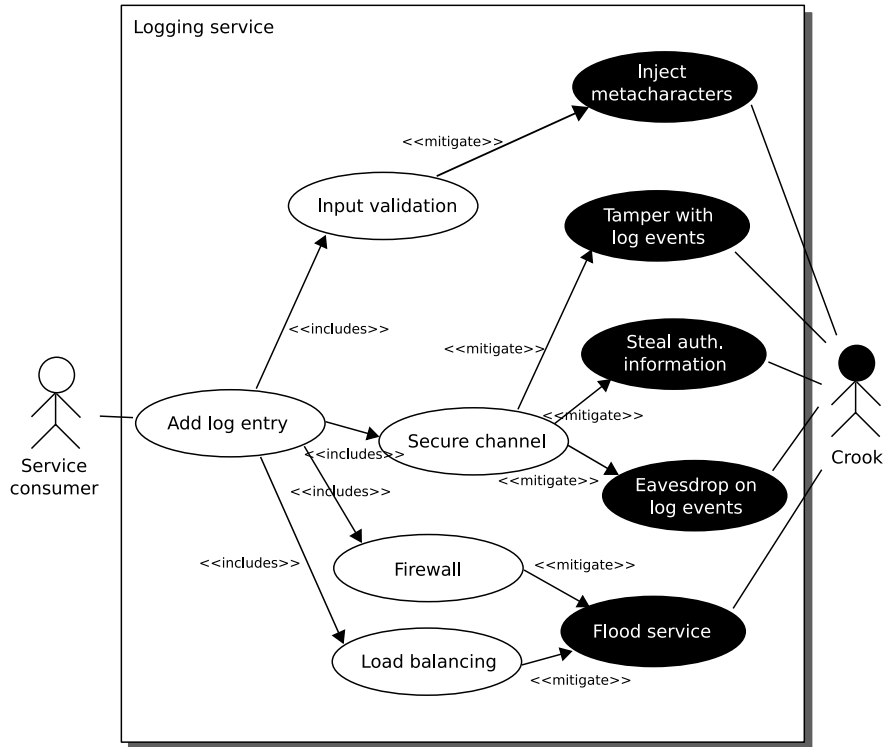 Logging service
Inject
metacharacters
<<mitigate>>
Input validation
Tamper with
log events
<<includes>>
<<mitigate>>
Steal auth.
information
Add log entry
<<mitigate>>
Secure channel
<<includes>>
Service
consumer
Crook
<<mitigate>>
<<includes>>
Eavesdrop on
log events
<<includes>>
<<mitigate>>
Firewall
Flood service
Load balancing
<<mitigate>>